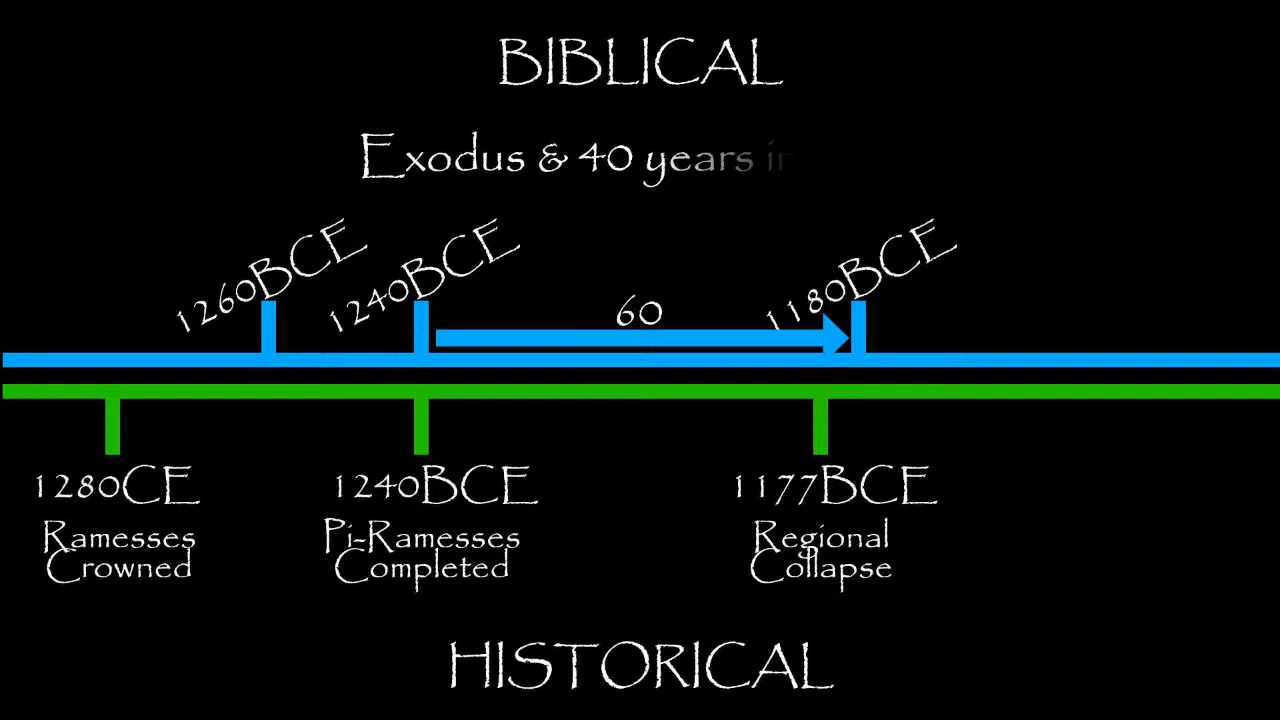 BIBLICAL
Exodus & 40 years in
1260BCE
1240BCE
60
1180BCE
1280CE
Ramesses
Crowned
1240BCE
Pi-Ramesses
Completed
1177BCE
Regional
Collapse
HISTORICAL